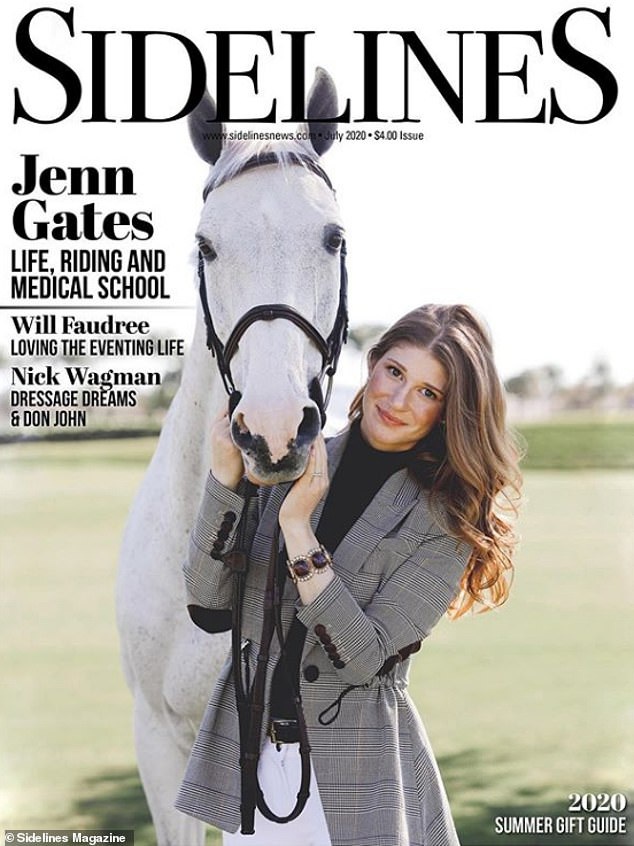 SIDELINES
www.sidelinesnews.com • July 2020 • $4.00 Issue
Jenn
Gates
LIFE, RIDING AND
MEDICAL SCHOOL
Will Faudree
LOVING THE EVENTING LIFE
Nick Wagman
DRESSAGE DREAMS
& DON JOHN
2020
SUMMER GIFT GUIDE
© Sidelines Magazine